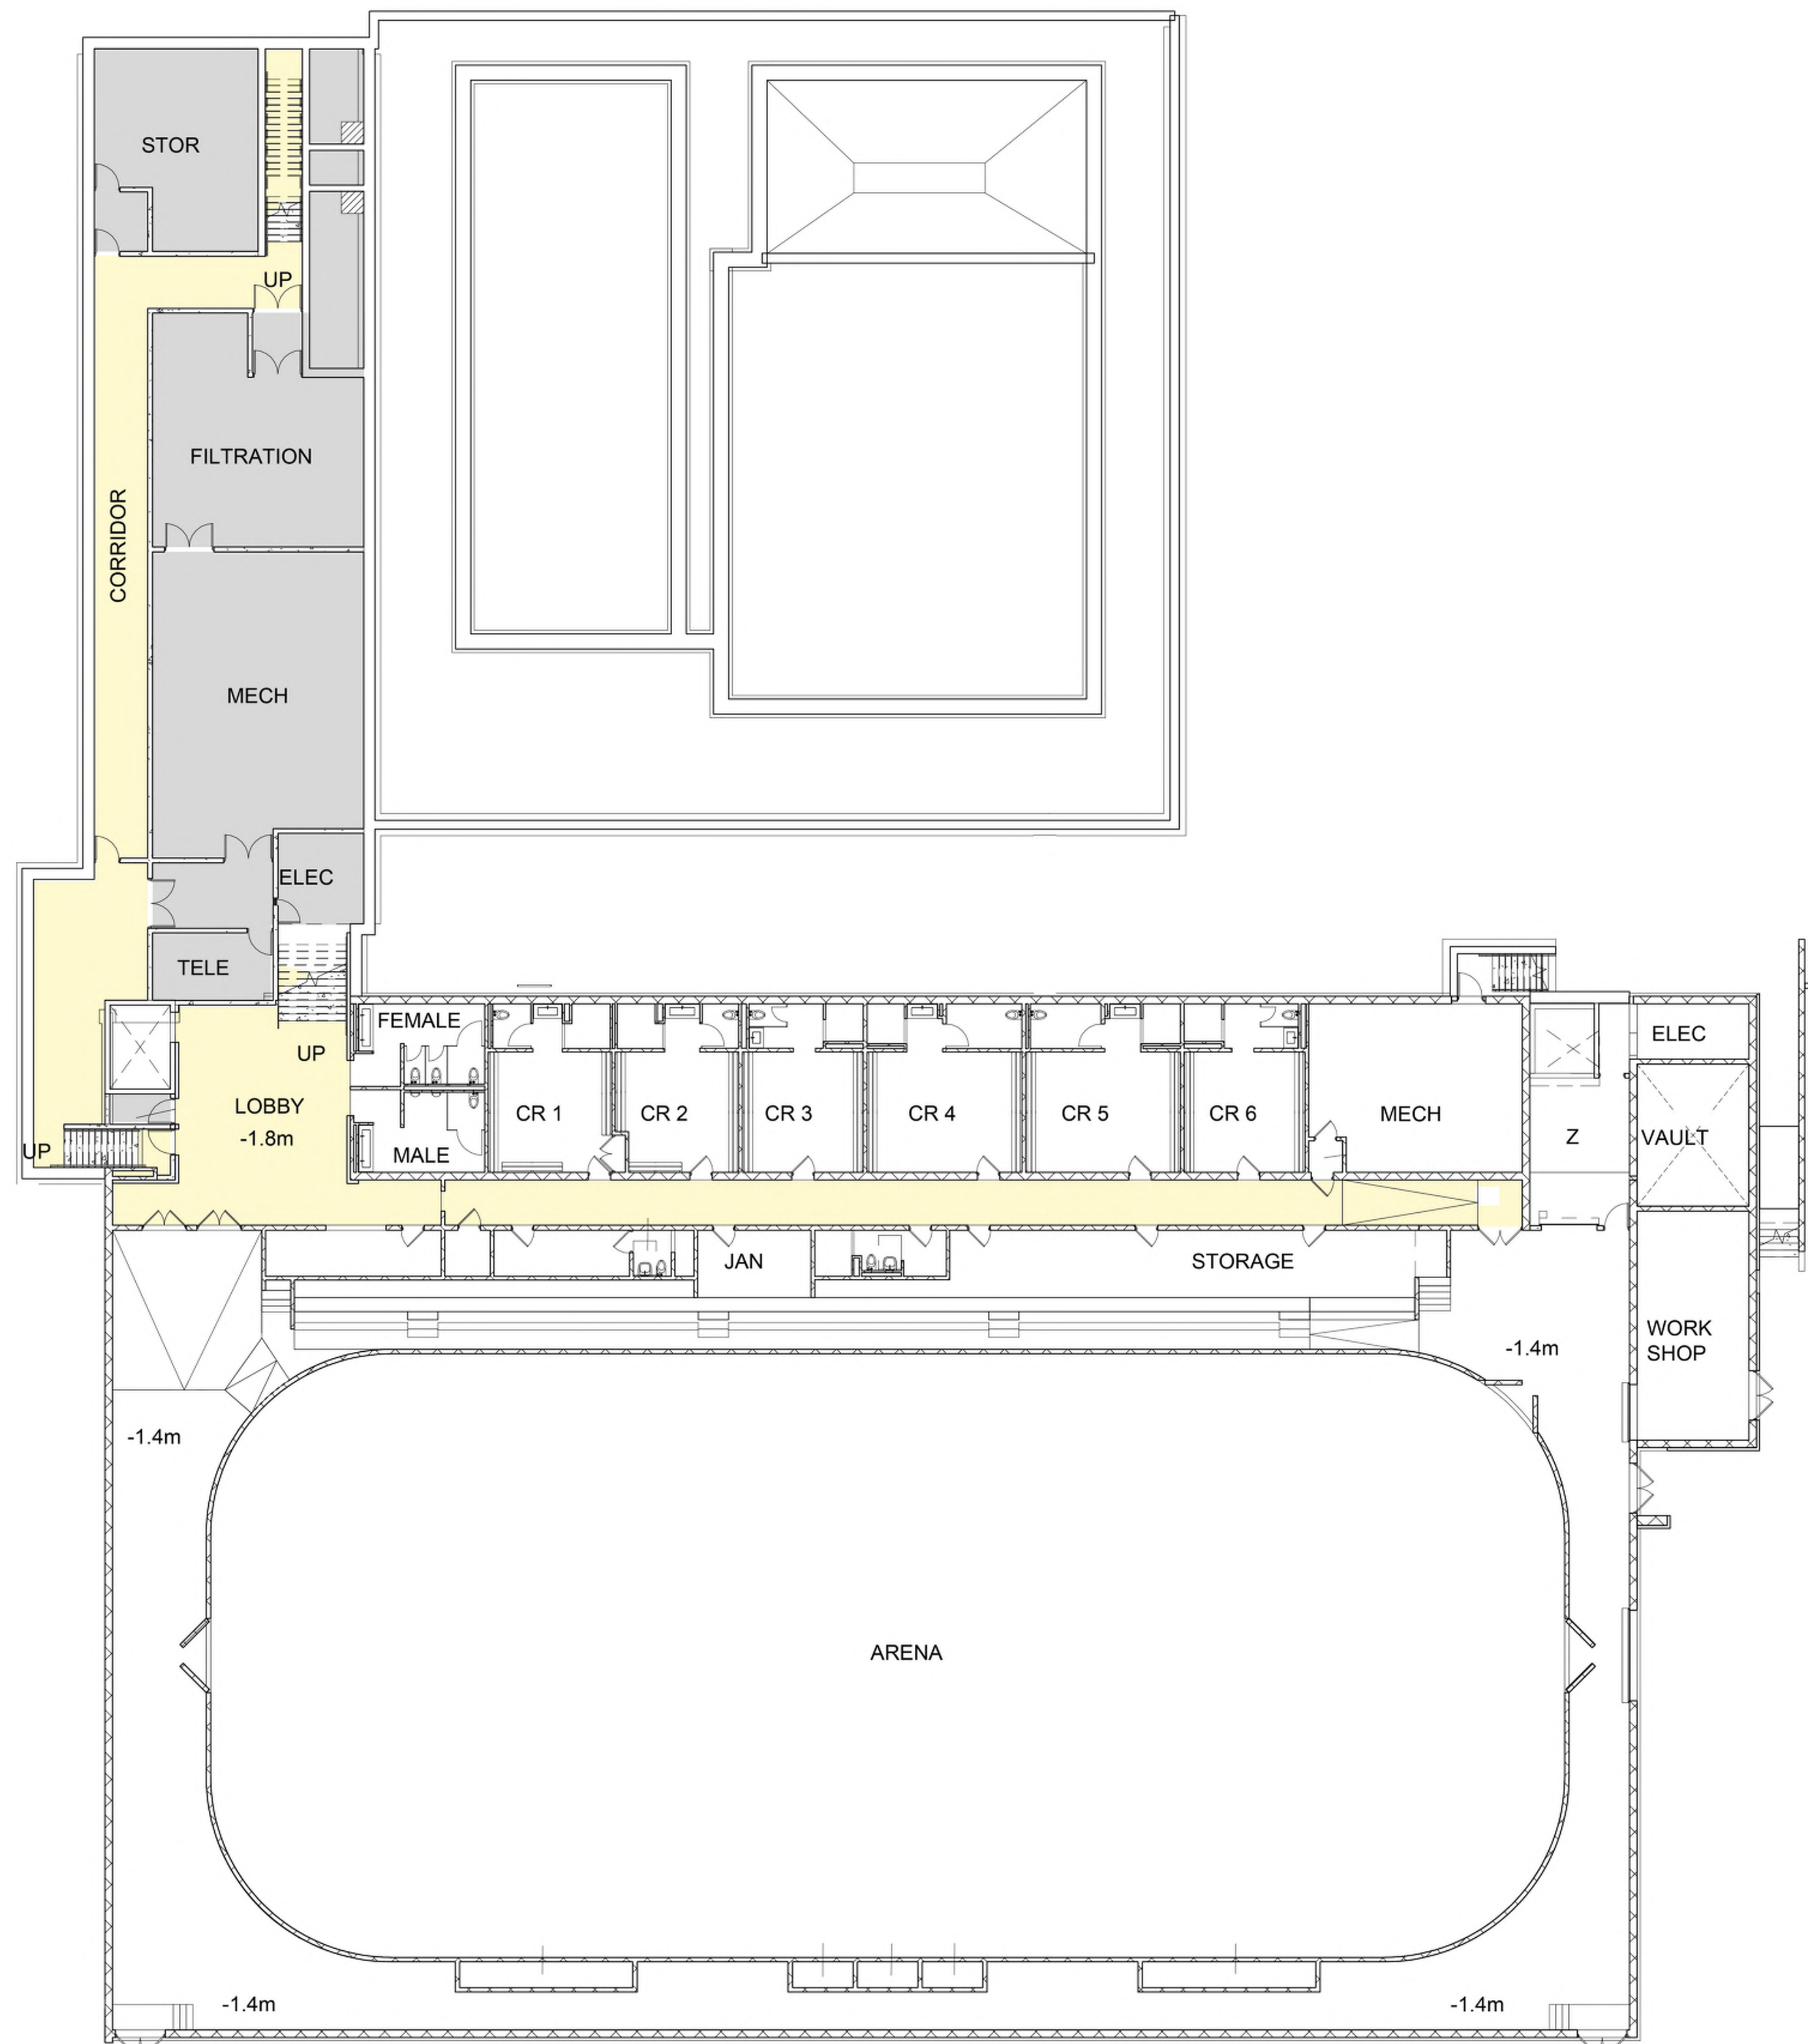 STOR
UP
FILTRATION
CORRIDOR
MECH
ELEC
TELE
FEMALE
UP
LOBBY
-1.8m
UP
MALE
CR 1
CR 2
CR 3
CR 4
CR 5
CR 6
MECH
Z
ELEC
VAULT
JAN
STORAGE
WORK
SHOP
-1.4m
-1.4m
ARENA
-1.4m
-1.4m